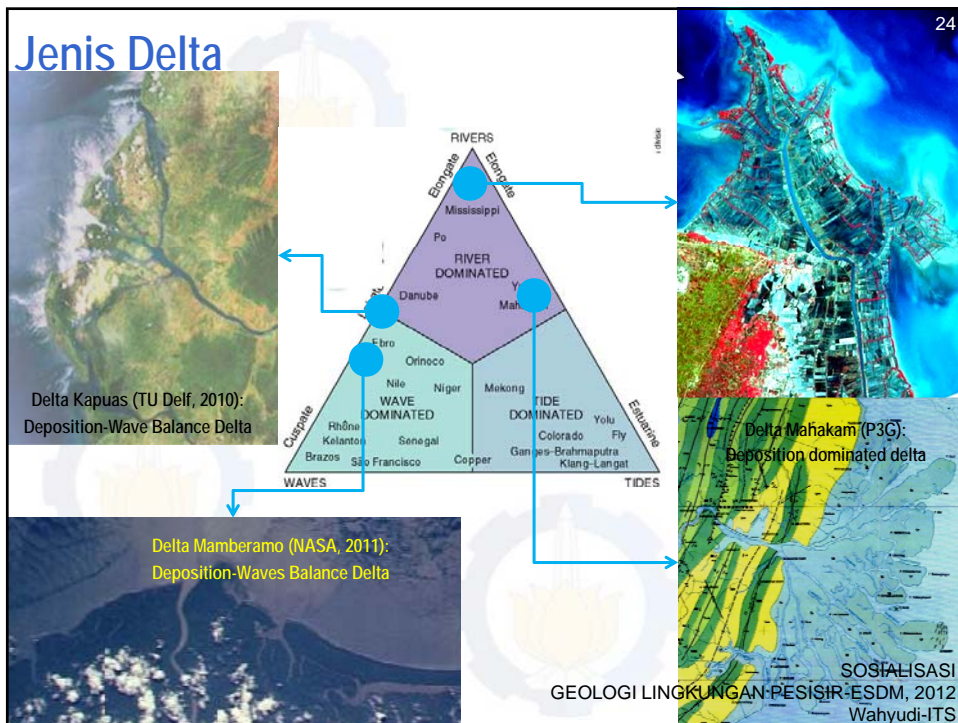 24
Jenis Delta
RIVERS
Elongate
Elongate
Mississippi
Po
RIVER
DOMINATED
Danube
Ebro
Orinoco
Nile
Niger
WAVE
DOMINATED
Rhône
Kelanton
Senegal
Brazos
São Francisco
Copper
Cuspate
WAVES
Mekong
TIDE
DOMINATED
Yolu
Colorado
Fly
Ganges-Brahmaputra
Klang-Langat
Estuarine
TIDES
Delta Kapuas (TU Delf, 2010):
Deposition-Wave Balance Delta
Delta Mahakam (P3G):
Deposition dominated delta
Delta Mamberamo (NASA, 2011):
Deposition-Waves Balance Delta
SOSIALISASI
GEOLOGI LINGKUNGAN PESISIR-ESDM, 2012
Wahyudi-ITS